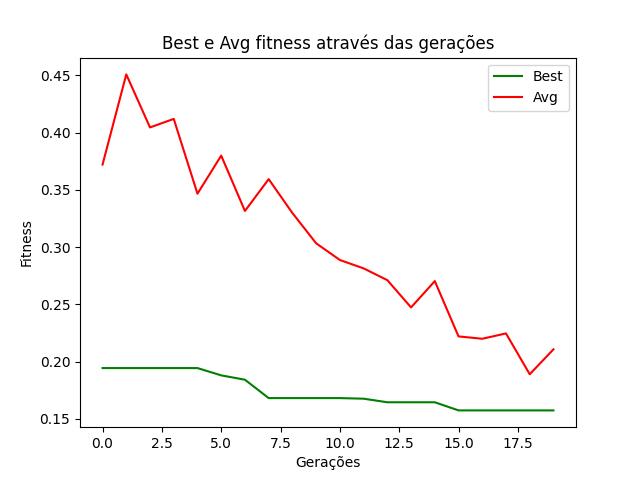 Best e Avg fitness através das gerações
Best
Avg
0.45
0.40
0.35
0.30
0.25
0.20
0.15
Fitness
0.0 2.5 5.0 7.5 10.0 12.5 15.0 17.5
Gerações